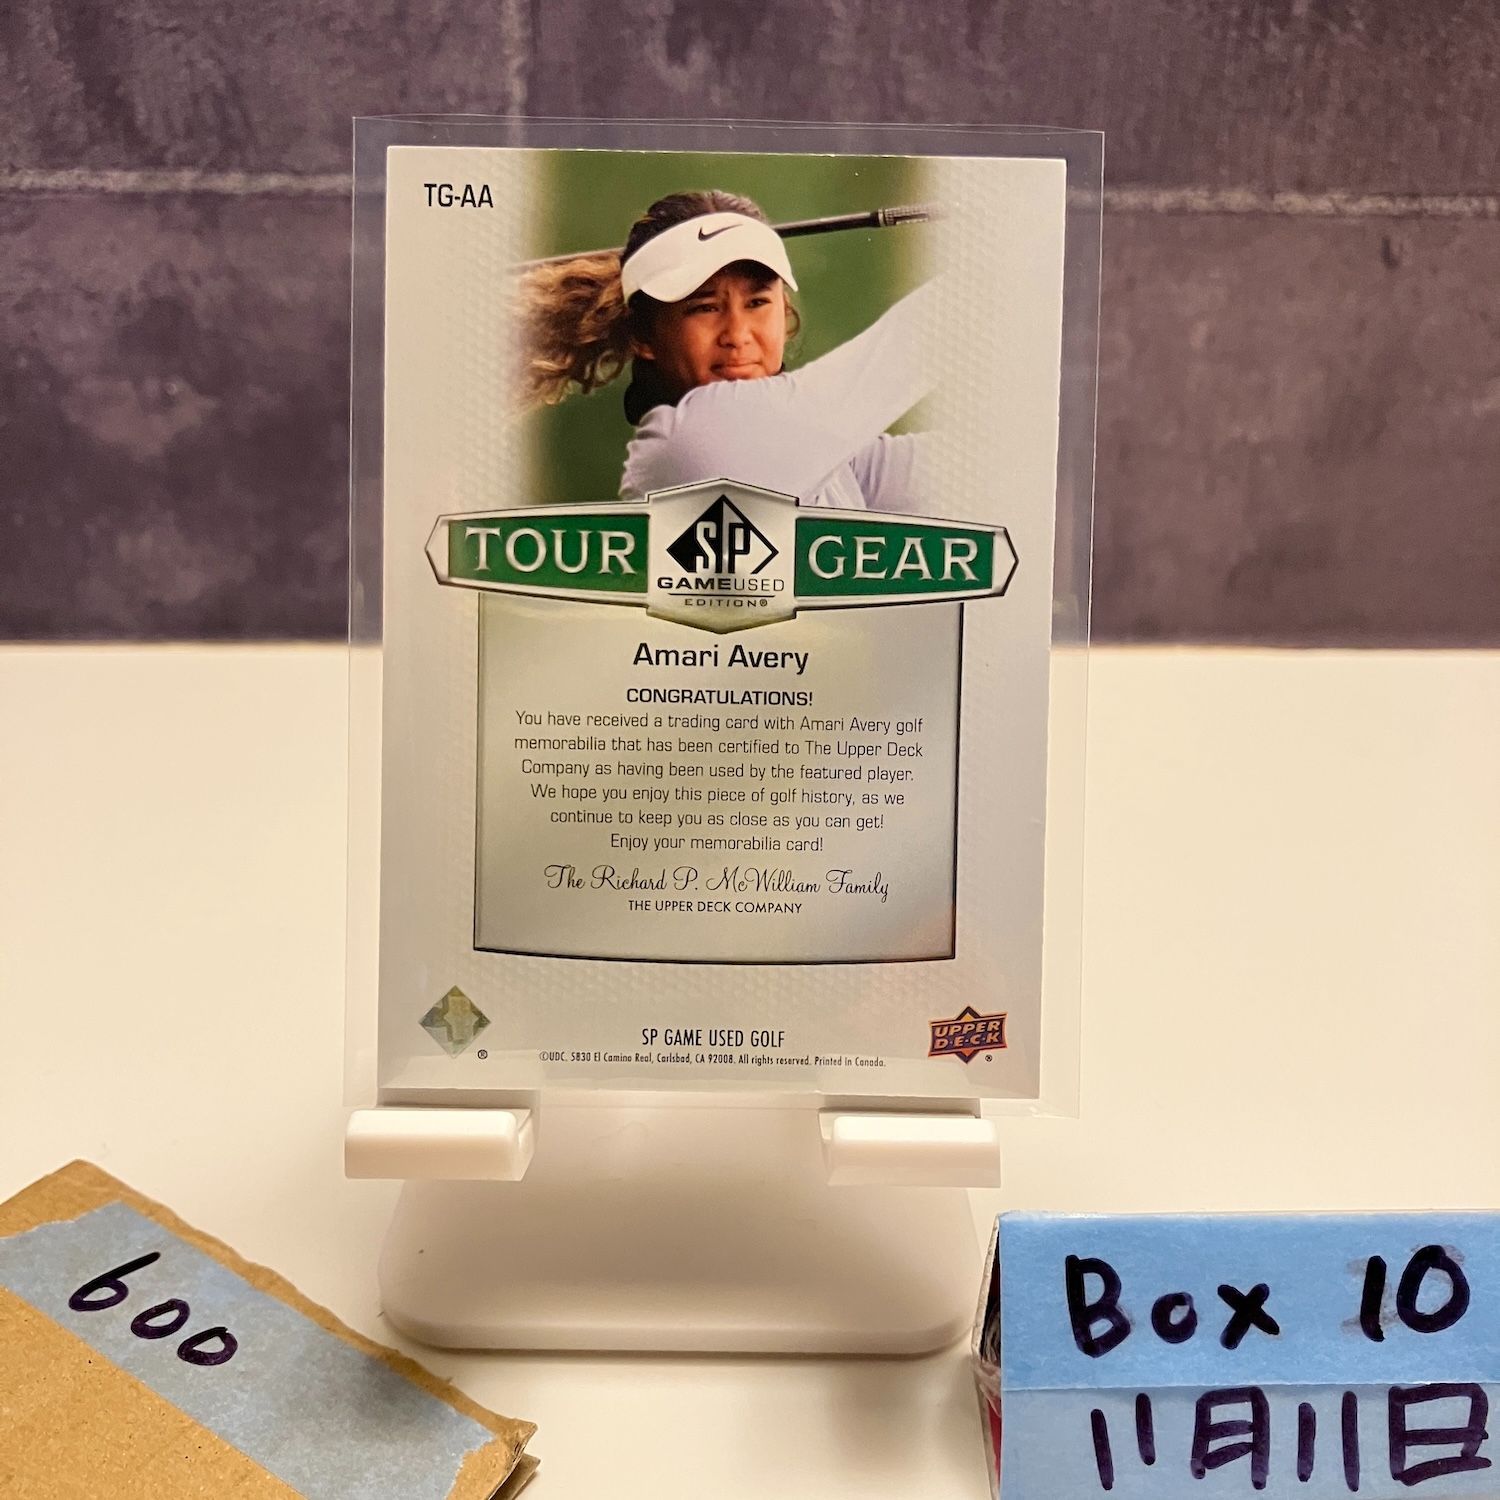 TG-AA
TOUR SP GEAR
GAMEUSED
EDITION®
Amari Avery
CONGRATULATIONS!
You have received a trading card with Amari Avery golf
memorabilia that has been certified to The Upper Deck
Company as having been used by the featured player.
We hope you enjoy this piece of golf history, as we
continue to keep you as close as you can get!
Enjoy your memorabilia card!
The Richard P. McWilliam Family
THE UPPER DECK COMPANY
SP GAME USED GOLF
©UDC. 5830 El Camino Real, Carlsbad, CA 92008. All rights reserved. Printed in Canada.
®
UPPER
DECK
®
600
Box 10
11月11日